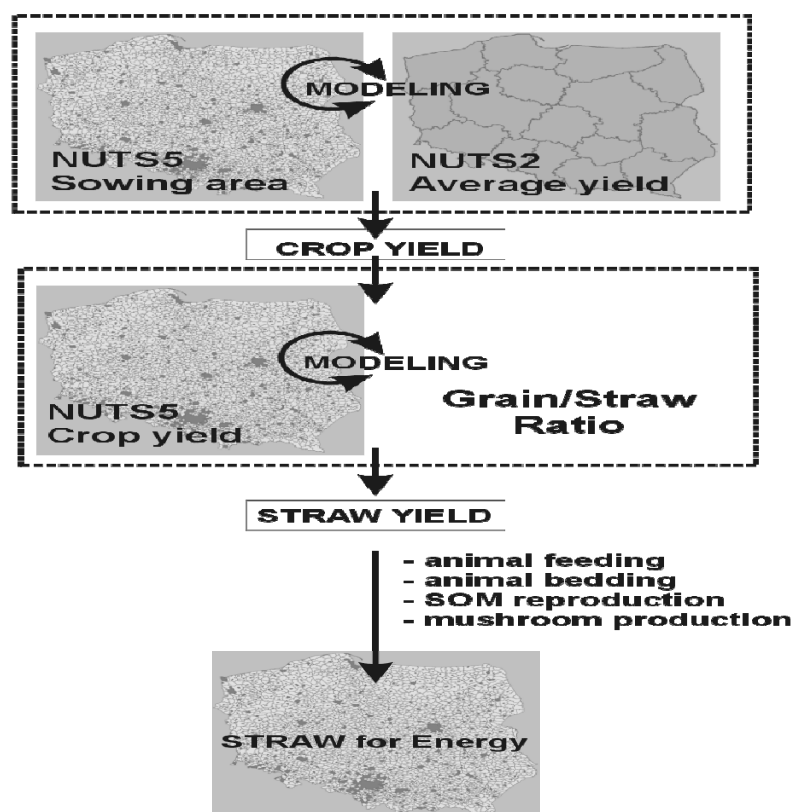 MODELING
NUTS5
Sowing area
NUTS2
Average yield
CROP YIELD
MODELING
NUTS5
Crop yield
Grain/Straw
Ratio
STRAW YIELD
- animal feeding
- animal bedding
- SOM reproduction
- mushroom production
STRAW for Energy